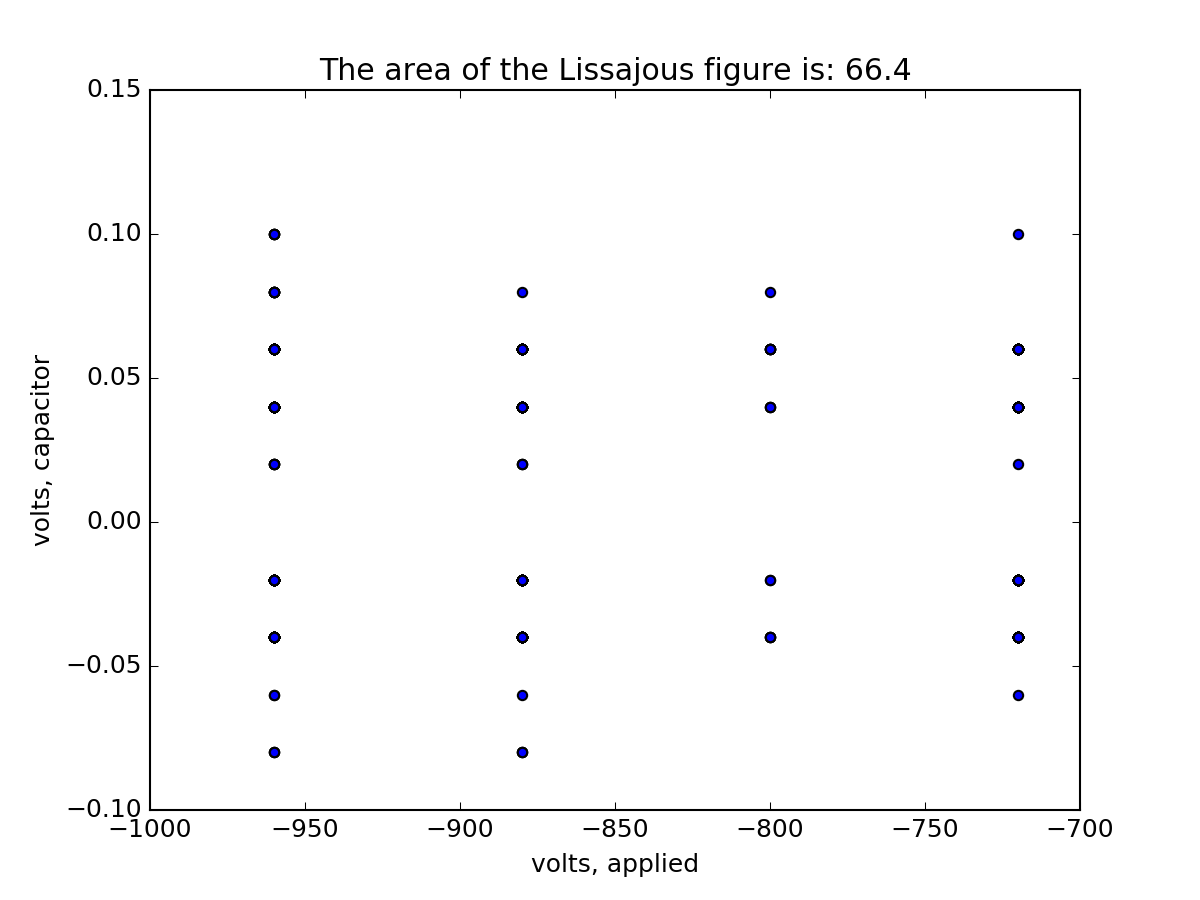 The area of the Lissajous figure is: 66.4
0.15
0.10
0.05
0.00
−0.05
−0.10
volts, capacitor
−1000 −950 −900 −850 −800 −750 −700
volts, applied